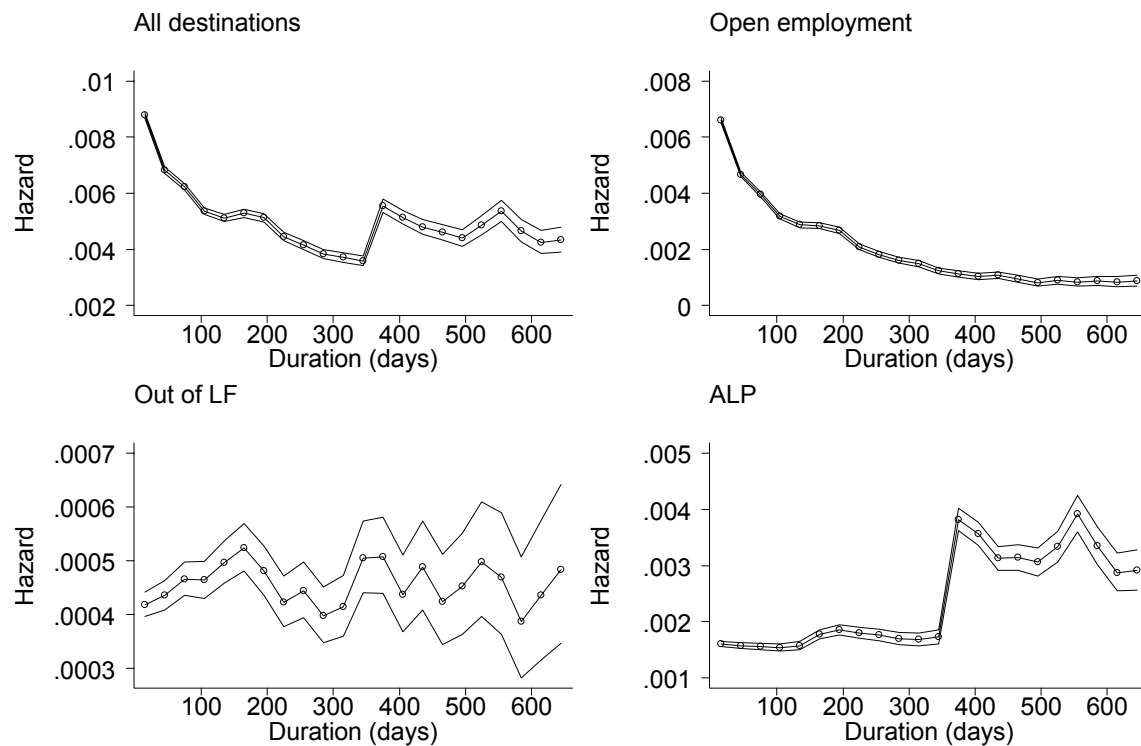 All destinations
Hazard
.01
.008
.006
.004
.002
100 200 300 400 500 600
Duration (days)
Open employment
Hazard
.008
.006
.004
.002
0
100 200 300 400 500 600
Duration (days)
Out of LF
Hazard
.0007
.0006
.0005
.0004
.0003
100 200 300 400 500 600
Duration (days)
ALP
Hazard
.005
.004
.003
.002
.001
100 200 300 400 500 600
Duration (days)